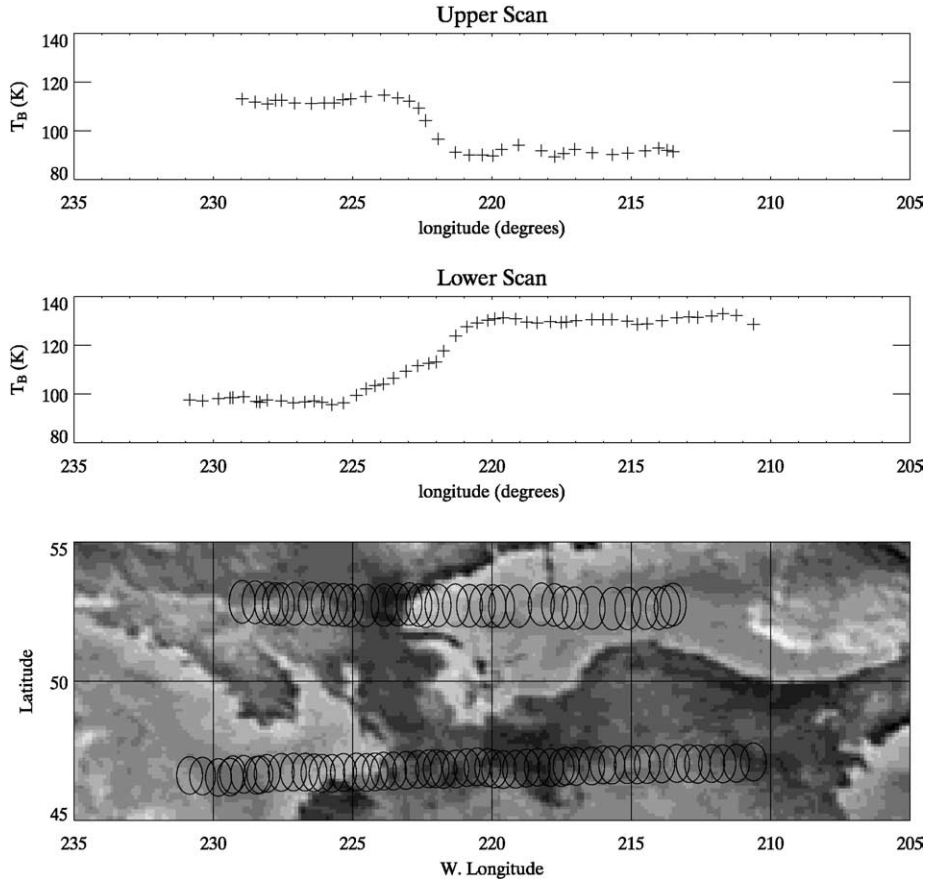 Upper Scan
140
120
100
80
T_B (K)
235 230 225 220 215 210 205
longitude (degrees)
Lower Scan
140
120
100
80
T_B (K)
235 230 225 220 215 210 205
longitude (degrees)
55
50
45
Latitude
235 230 225 220 215 210 205
W. Longitude